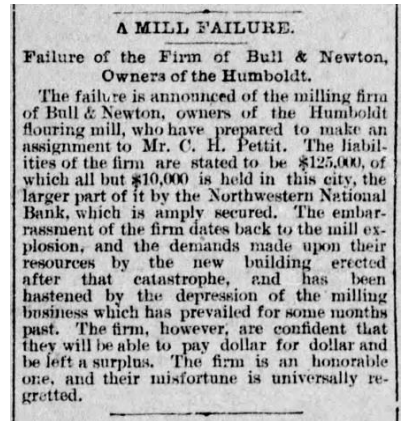 A MILL FAILURE.
Failure of the Firm of Bull & Newton,
Owners of the Humboldt.
The failure is announced of the milling firm
of Bull & Newton, owners of the Humboldt
flouring mill, who have prepared to make an
assignment to Mr. C. H. Pettit. The liabil-
ities of the firm are stated to be $125,000, of
which all but $10,000 is held in this city, the
larger part of it by the Northwestern National
Bank, which is amply secured. The embar-
rassment of the firm dates back to the mill ex-
plosion, and the demands made upon their
resources by the new building erected
after that catastrophe, and has been
hastened by the depression of the milling
business which has prevailed for some months
past. The firm, however, are confident that
they will be able to pay dollar for dollar and
be left a surplus. The firm is an honorable
one, and their misfortune is universally re-
gretted.